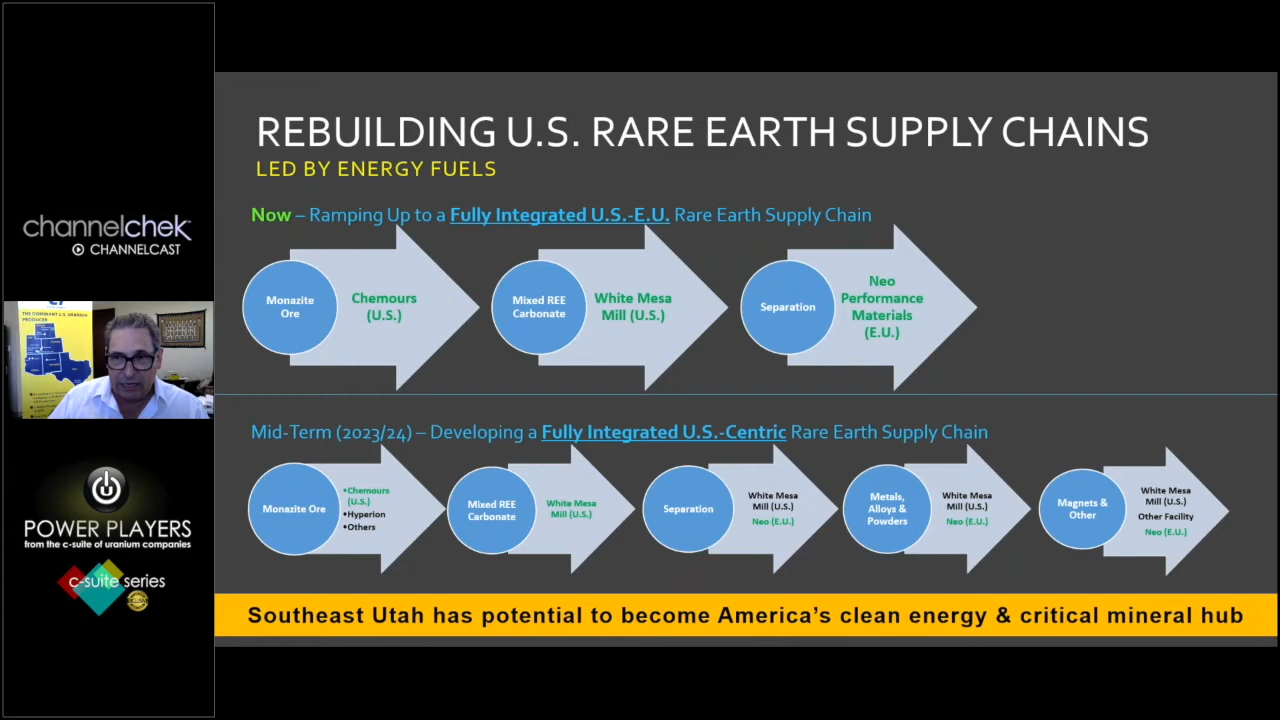 REBUILDING U.S. RARE EARTH SUPPLY CHAINS
LED BY ENERGY FUELS
Now – Ramping Up to a Fully Integrated U.S.-E.U. Rare Earth Supply Chain
Monazite
Ore
Chemours
(U.S.)
Mixed REE
Carbonate
White Mesa
Mill (U.S.)
Separation
Neo
Performance
Materials
(E.U.)
Mid-Term (2023/24) – Developing a Fully Integrated U.S.-Centric Rare Earth Supply Chain
Monazite Ore
•Chemours
(U.S.)
•Hyperion
•Others
Mixed REE
Carbonate
White Mesa
Mill (U.S.)
Separation
White Mesa
Mill (U.S.)
Neo (E.U.)
Metals,
Alloys &
Powders
White Mesa
Mill (U.S.)
Neo (E.U.)
Magnets &
Other
White Mesa
Mill (U.S.)
Other Facility
Neo (E.U.)
Southeast Utah has potential to become America's clean energy & critical mineral hub
channelchek
CHANNELCAST
THE DOMINANT U.S. URANIUM
PRODUCER
POWER PLAYERS
from the c-suite of uranium companies
c-suite series